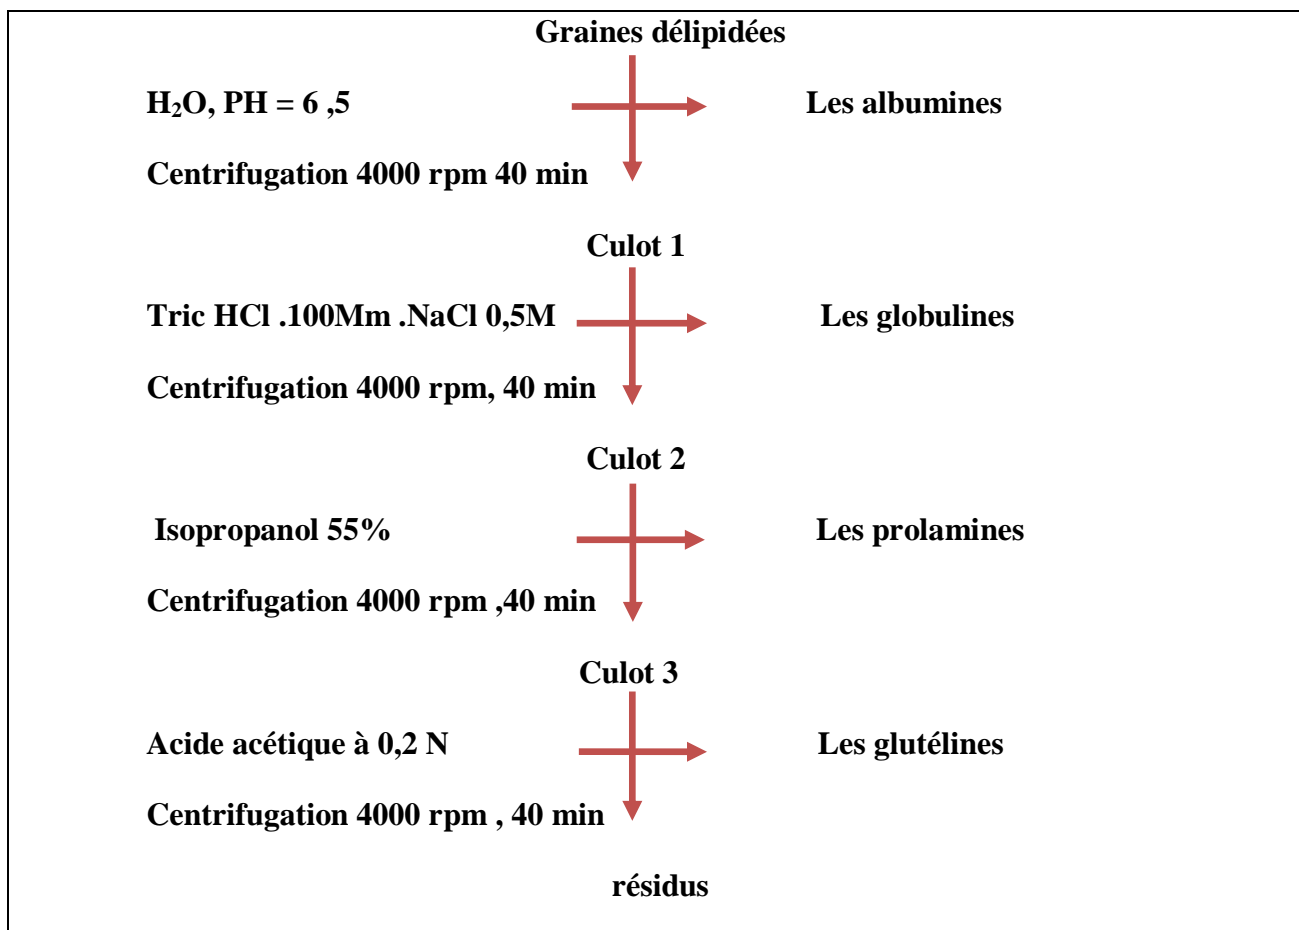 Graines délipidées
H₂O, PH = 6 ,5 Les albumines
Centrifugation 4000 rpm 40 min
Culot 1
Tric HCl .100Mm .NaCl 0,5M Les globulines
Centrifugation 4000 rpm, 40 min
Culot 2
Isopropanol 55% Les prolamines
Centrifugation 4000 rpm ,40 min
Culot 3
Acide acétique à 0,2 N Les glutélines
Centrifugation 4000 rpm , 40 min
résidus